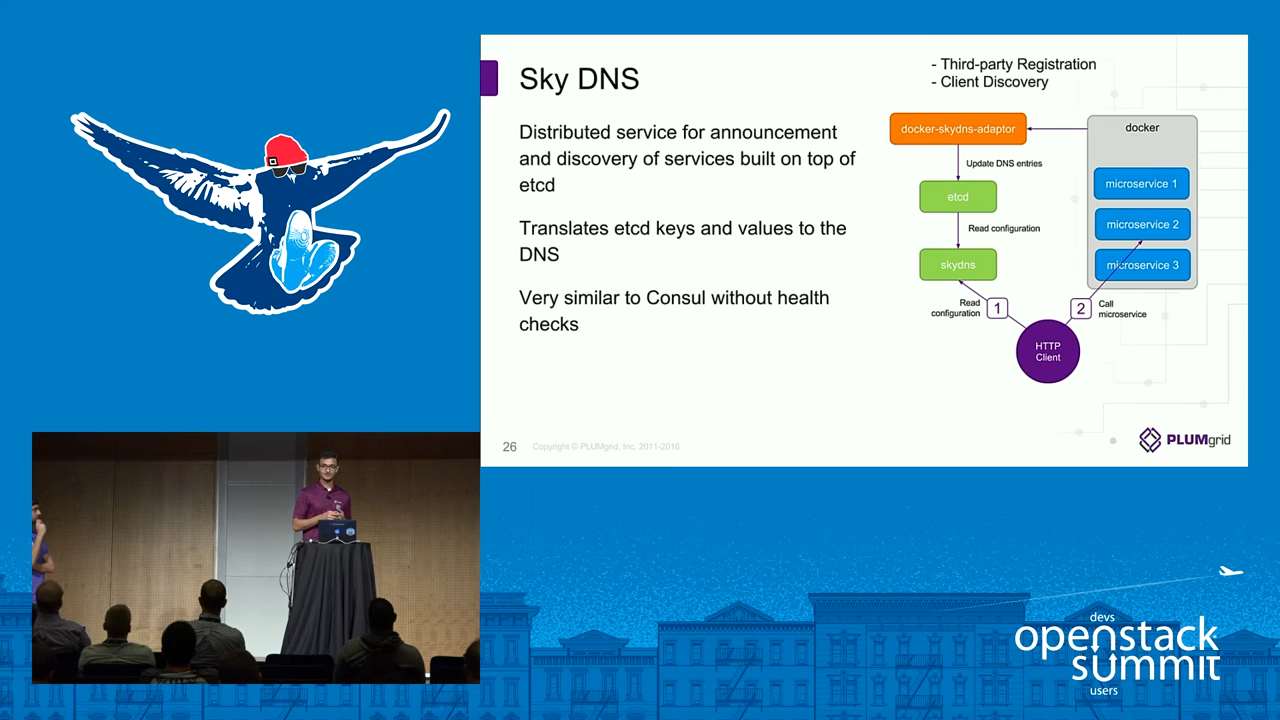 Sky DNS
- Third-party Registration
- Client Discovery
Distributed service for announcement
and discovery of services built on top of
etcd
Translates etcd keys and values to the
DNS
Very similar to Consul without health
checks
docker-skydns-adaptor
docker
Update DNS entries
microservice 1
etcd
microservice 2
Read configuration
skydns
microservice 3
Read
configuration
1
2
Call
microservice
HTTP
Client
26
Copyright © PLUMgrid, Inc. 2011-2016
PLUMgrid
devs
openstack
summit
users